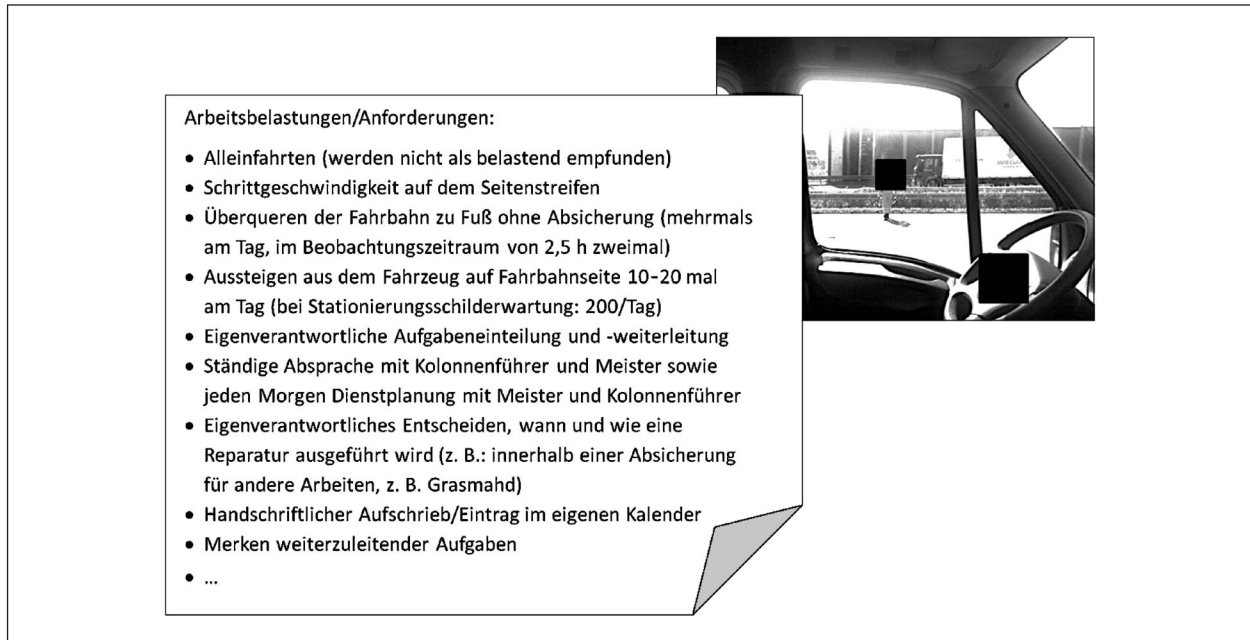 Arbeitsbelastungen/Anforderungen:
• Alleinfahrten (werden nicht als belastend empfunden)
• Schrittgeschwindigkeit auf dem Seitenstreifen
• Überqueren der Fahrbahn zu Fuß ohne Absicherung (mehrmals
am Tag, im Beobachtungszeitraum von 2,5 h zweimal)
• Aussteigen aus dem Fahrzeug auf Fahrbahnseite 10-20 mal
am Tag (bei Stationierungsschilderwartung: 200/Tag)
• Eigenverantwortliche Aufgabeneinteilung und -weiterleitung
• Ständige Absprache mit Kolonnenführer und Meister sowie
jeden Morgen Dienstplanung mit Meister und Kolonnenführer
• Eigenverantwortliches Entscheiden, wann und wie eine
Reparatur ausgeführt wird (z. B.: innerhalb einer Absicherung
für andere Arbeiten, z. B. Grasmahd)
• Handschriftlicher Aufschrieb/Eintrag im eigenen Kalender
• Merken weiterzuleitender Aufgaben
• ...